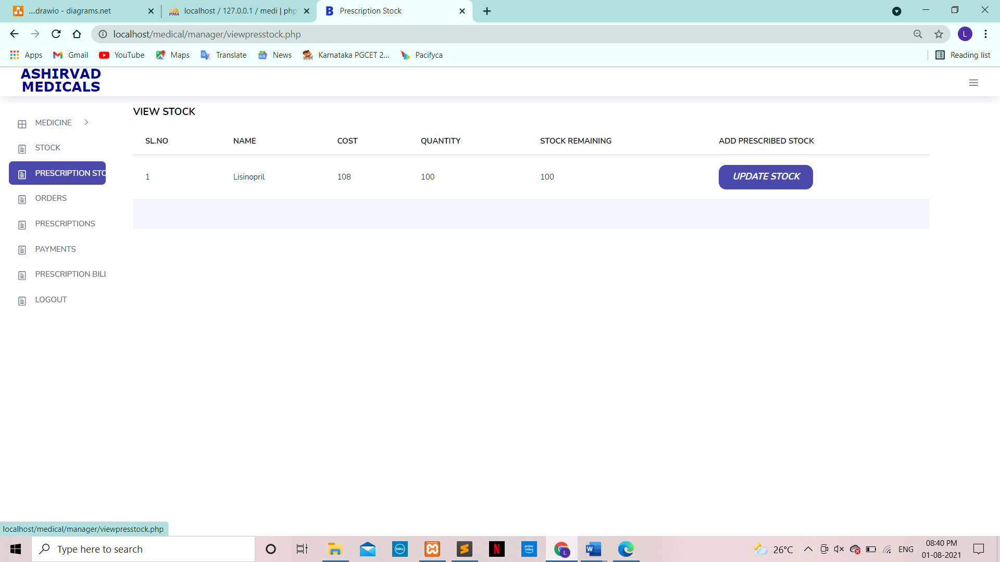 ....drawio - diagrams.net
localhost / 127.0.0.1 / medi | php
Prescription Stock
localhost/medical/manager/viewpresstock.php
L
Apps
Gmail
YouTube
Maps
Translate
News
Karnataka PGCET 2...
Pacifyca
Reading list
ASHIRVAD
MEDICALS
VIEW STOCK
MEDICINE
STOCK
PRESCRIPTION STO
ORDERS
PRESCRIPTIONS
PAYMENTS
PRESCRIPTION BILL
LOGOUT
SL.NO NAME COST QUANTITY STOCK REMAINING ADD PRESCRIBED STOCK
1 Lisinopril 108 100 100 UPDATE STOCK
localhost/medical/manager/viewpresstock.php
Type here to search
26°C
ENG
08:40 PM
01-08-2021